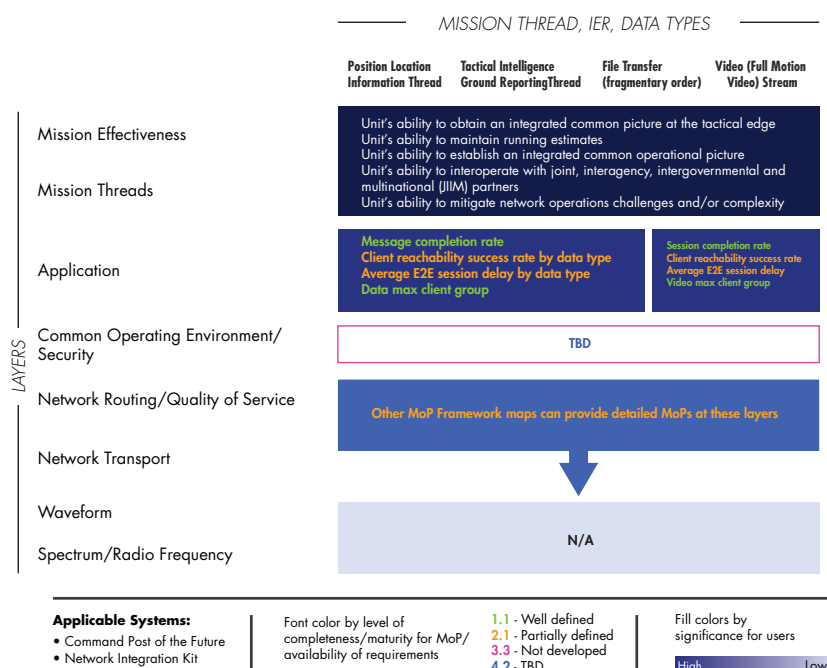 MISSION THREAD, IER, DATA TYPES
Position Location
Information Thread
Tactical Intelligence
Ground ReportingThread
File Transfer
(fragmentary order)
Video (Full Motion
Video) Stream
LAYERS
Mission Effectiveness
Mission Threads
Unit's ability to obtain an integrated common picture at the tactical edge
Unit's ability to maintain running estimates
Unit's ability to establish an integrated common operational picture
Unit's ability to interoperate with joint, interagency, intergovernmental and
multinational (JIIM) partners
Unit's ability to mitigate network operations challenges and/or complexity
Application
Message completion rate
Client reachability success rate by data type
Average E2E session delay by data type
Data max client group
Session completion rate
Client reachability success rate
Average E2E session delay
Video max client group
Common Operating Environment/
Security
TBD
Network Routing/Quality of Service
Other MoP Framework maps can provide detailed MoPs at these layers
Network Transport
Waveform
N/A
Spectrum/Radio Frequency
Applicable Systems:
• Command Post of the Future
• Network Integration Kit
Font color by level of
completeness/maturity for MoP/
availability of requirements
1.1 - Well defined
2.1 - Partially defined
3.3 - Not developed
4.2 - TBD
Fill colors by
significance for users
High
Low